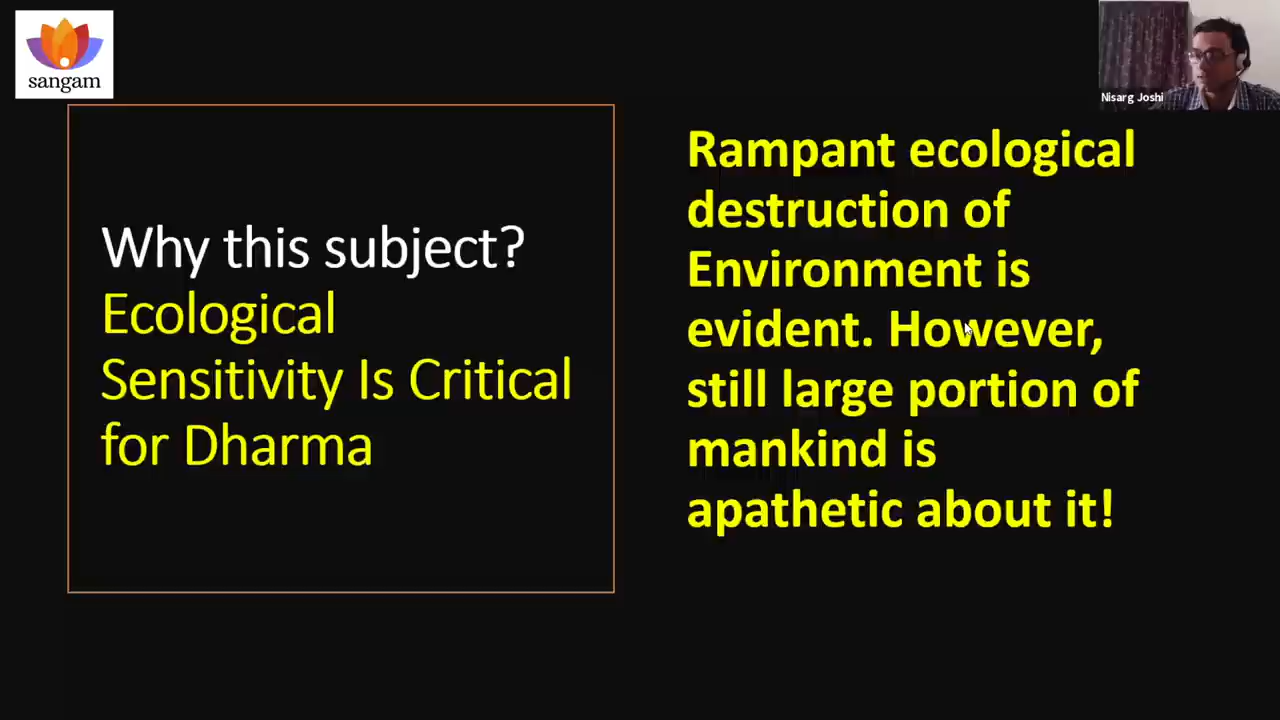 sangam
Nisarg Joshi
Why this subject?
Ecological
Sensitivity Is Critical
for Dharma
Rampant ecological
destruction of
Environment is
evident. However,
still large portion of
mankind is
apathetic about it!